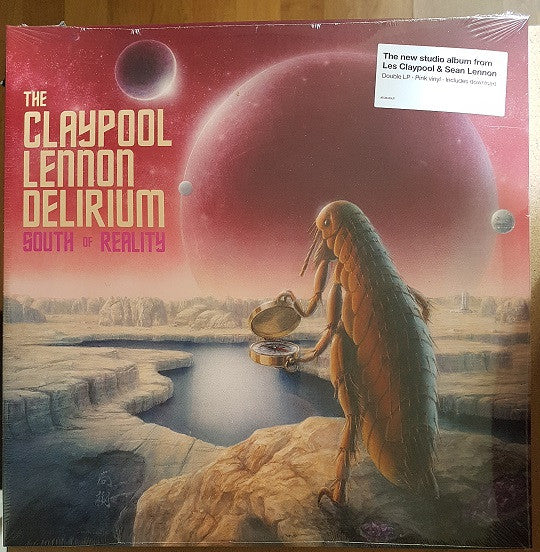 The new studio album from
Les Claypool & Sean Lennon
Double LP - Pink vinyl - Includes download
THE
CLAYPOOL
LENNON
DELIRIUM
SOUTH OF REALITY